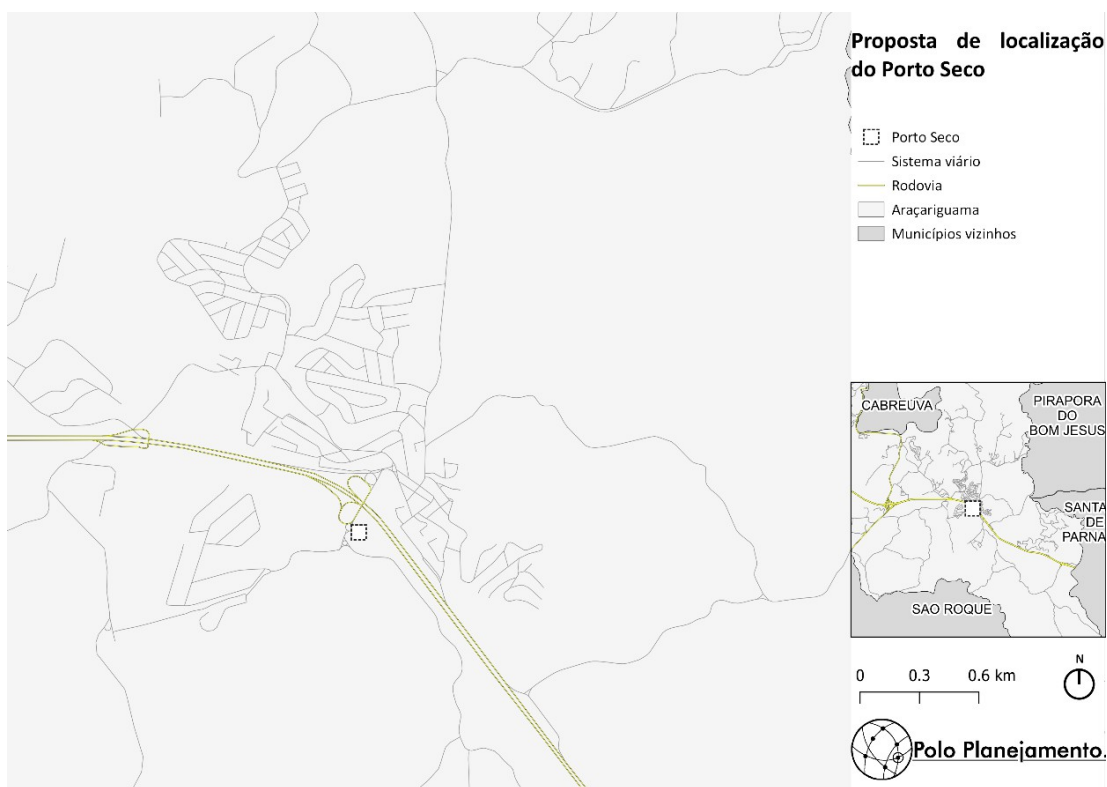 Proposta de localização
do Porto Seco
Porto Seco
Sistema viário
Rodovia
Araçariguama
Municípios vizinhos
CABREUVA
PIRAPORA
DO
BOM JESUS
SANTA
DE
PARNA
SAO ROQUE
0 0.3 0.6 km
N
Polo Planejamento.